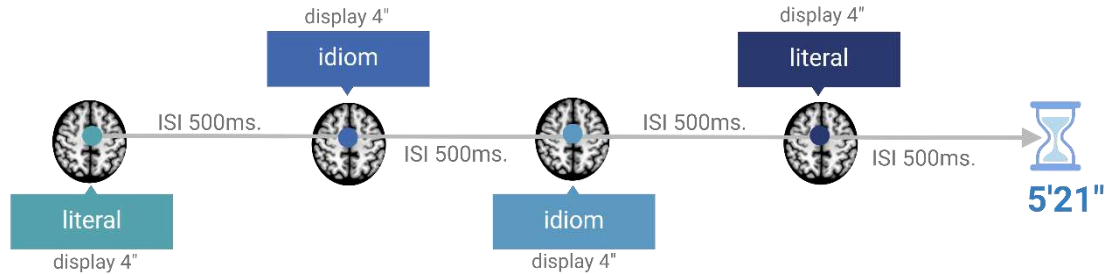 display 4"
display 4"
idiom
literal
ISI 500ms.
ISI 500ms.
ISI 500ms.
ISI 500ms.
literal
idiom
5'21"
display 4"
display 4"